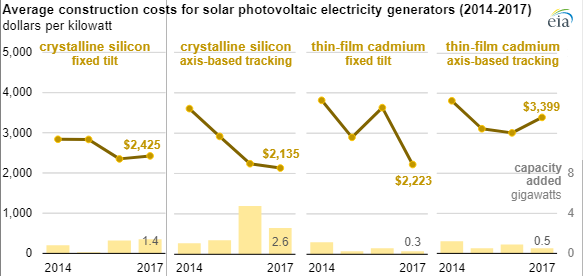 Average construction costs for solar photovoltaic electricity generators (2014-2017)
dollars per kilowatt
eia
5,000
4,000
3,000
2,000
1,000
0
crystalline silicon
fixed tilt
$2,425
1.4
2014
2017
crystalline silicon
axis-based tracking
$2,135
2.6
2014
2017
thin-film cadmium
fixed tilt
$2,223
0.3
2014
2017
thin-film cadmium
axis-based tracking
$3,399
capacity
added
gigawatts
0.5
2014
2017
8
4
0